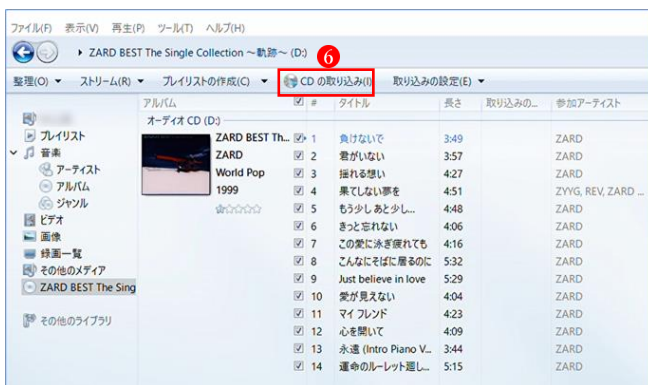 ファイル(F) 表示(V) 再生(P) ツール(T) ヘルプ(H)
ZARD BEST The Single Collection ～軌跡～ (D:)
6
整理(O) ストリーム(R) プレイリストの作成(C) CD の取り込み(I) 取り込みの設定(E)
アルバム # タイトル 長さ 取り込みの... 参加アーティスト
オーディオ CD (D:)
プレイリスト
音楽
アーティスト
アルバム
ジャンル
ビデオ
画像
録画一覧
その他のメディア
ZARD BEST The Sing
その他のライブラリ
ZARD BEST Th...
ZARD
World Pop
1999
1 負けないで 3:49 ZARD
2 君がいない 3:57 ZARD
3 揺れる想い 4:27 ZARD
4 果てしない夢を 4:51 ZYYG, REV, ZARD ...
5 もう少し あと少し... 4:48 ZARD
6 きっと忘れない 4:06 ZARD
7 この愛に泳ぎ疲れても 4:16 ZARD
8 こんなにそばに居るのに 5:32 ZARD
9 Just believe in love 5:29 ZARD
10 愛が見えない 4:04 ZARD
11 マイ フレンド 4:23 ZARD
12 心を開いて 4:09 ZARD
13 永遠 (Intro Piano V... 3:44 ZARD
14 運命のルーレット廻し... 5:15 ZARD